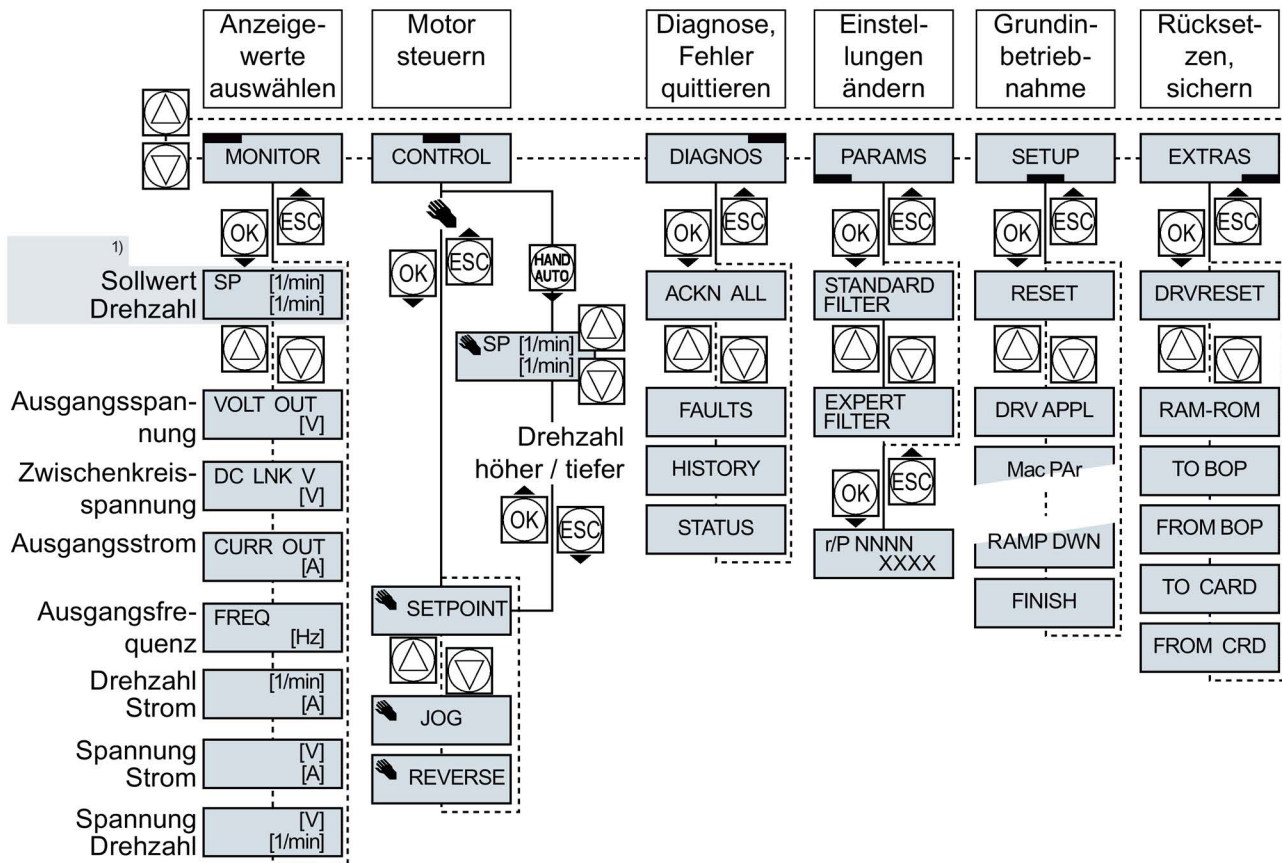 Anzeige-
werte
auswählen
Motor
steuern
Diagnose,
Fehler
quittieren
Einstel-
lungen
ändern
Grundin-
betrieb-
nahme
Rückset-
zen,
sichern
MONITOR
CONTROL
DIAGNOS
PARAMS
SETUP
EXTRAS
OK
ESC
OK
ESC
HAND
AUTO
OK
ESC
OK
ESC
OK
ESC
OK
ESC
1)
Sollwert
Drehzahl
SP [1/min]
[1/min]
SP [1/min]
[1/min]
Drehzahl
höher / tiefer
OK
ESC
ACKN ALL
FAULTS
HISTORY
STATUS
STANDARD
FILTER
EXPERT
FILTER
OK
ESC
r/P NNNN
XXXX
RESET
DRV APPL
Mac PAr
RAMP DWN
FINISH
DRVRESET
RAM-ROM
TO BOP
FROM BOP
TO CARD
FROM CRD
Ausgangsspan-
nung
VOLT OUT
[V]
Zwischenkreis-
spannung
DC LNK V
[V]
Ausgangsstrom
CURR OUT
[A]
Ausgangsfre-
quenz
FREQ
[Hz]
Drehzahl
Strom
[1/min]
[A]
Spannung
Strom
[V]
[A]
Spannung
Drehzahl
[V]
[1/min]
SETPOINT
JOG
REVERSE